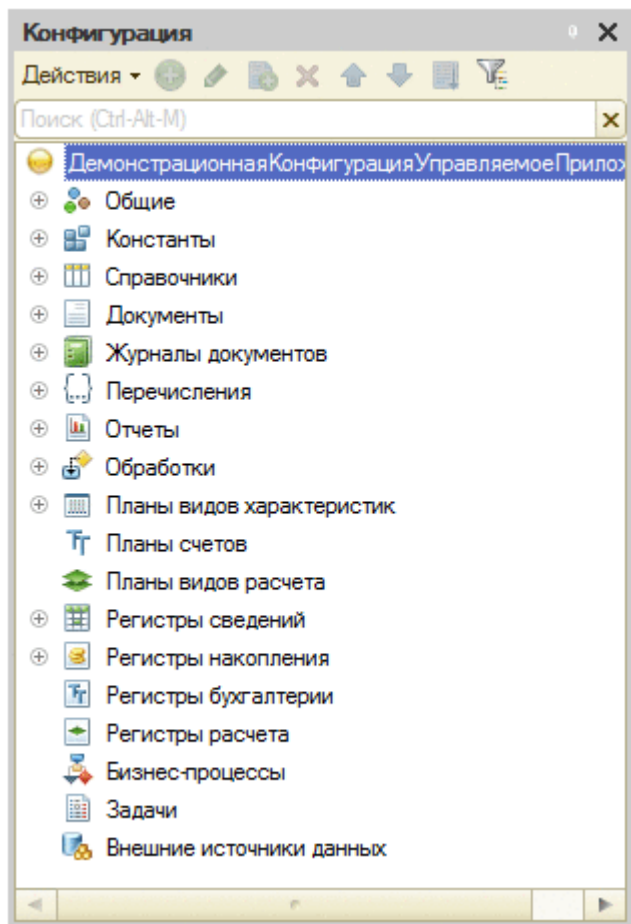 Конфигурация
Действия
Поиск (Ctrl-Alt-M)
ДемонстрационнаяКонфигурацияУправляемоеПрилож
Общие
Константы
Справочники
Документы
Журналы документов
Перечисления
Отчеты
Обработки
Планы видов характеристик
Планы счетов
Планы видов расчета
Регистры сведений
Регистры накопления
Регистры бухгалтерии
Регистры расчета
Бизнес-процессы
Задачи
Внешние источники данных